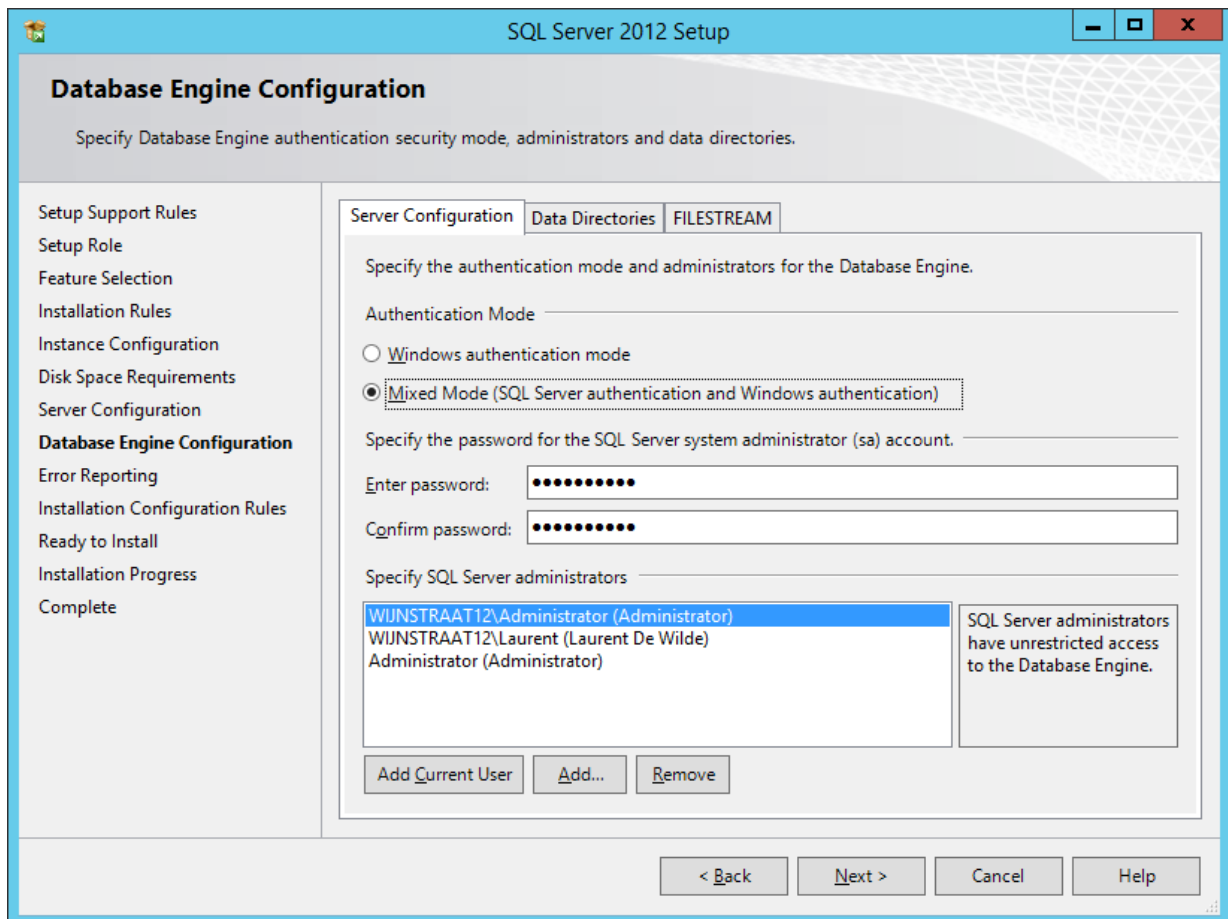 SQL Server 2012 Setup
Database Engine Configuration
Specify Database Engine authentication security mode, administrators and data directories.
Setup Support Rules
Setup Role
Feature Selection
Installation Rules
Instance Configuration
Disk Space Requirements
Server Configuration
Database Engine Configuration
Error Reporting
Installation Configuration Rules
Ready to Install
Installation Progress
Complete
Server Configuration
Data Directories
FILESTREAM
Specify the authentication mode and administrators for the Database Engine.
Authentication Mode
Windows authentication mode
Mixed Mode (SQL Server authentication and Windows authentication)
Specify the password for the SQL Server system administrator (sa) account.
Enter password: ●●●●●●●●●●
Confirm password: ●●●●●●●●●●
Specify SQL Server administrators
WIJNSTRAAT12\Administrator (Administrator)
WIJNSTRAAT12\Laurent (Laurent De Wilde)
Administrator (Administrator)
SQL Server administrators
have unrestricted access
to the Database Engine.
Add Current User
Add...
Remove
< Back
Next >
Cancel
Help